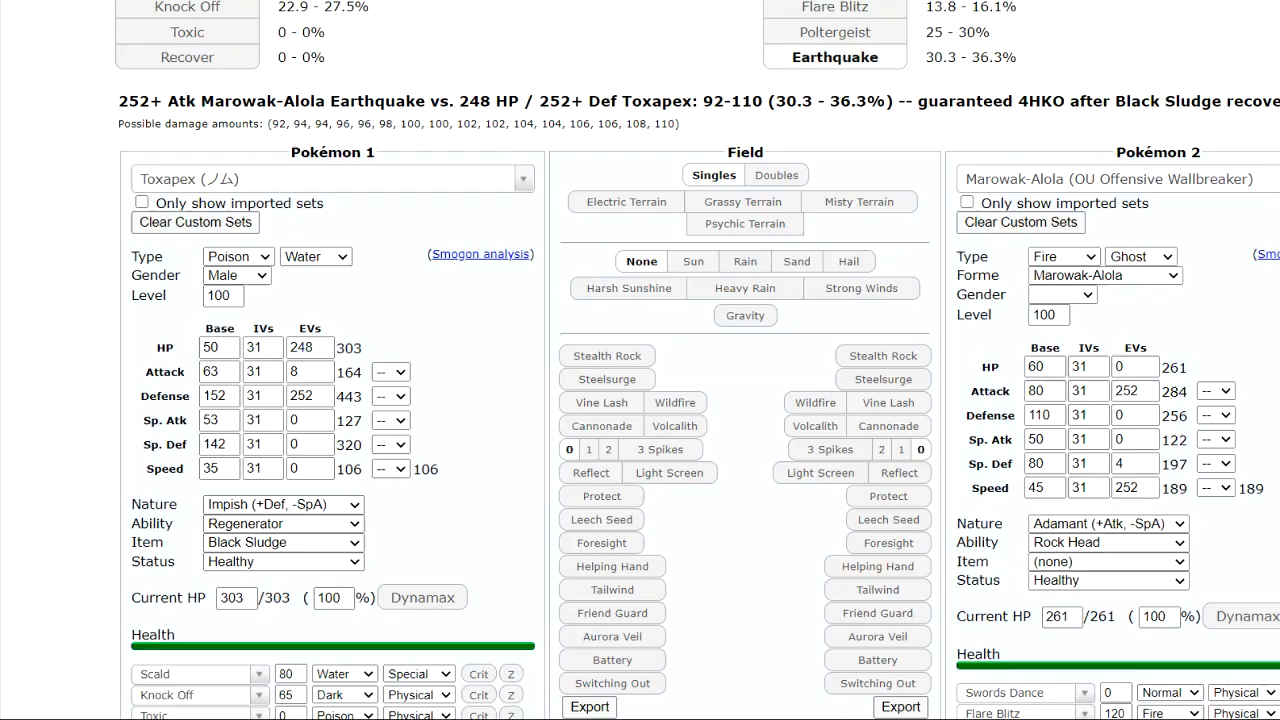 Knock Off 22.9 - 27.5% Flare Blitz 13.8 - 16.1%
Toxic 0 - 0% Poltergeist 25 - 30%
Recover 0 - 0% Earthquake 30.3 - 36.3%
252+ Atk Marowak-Alola Earthquake vs. 248 HP / 252+ Def Toxapex: 92-110 (30.3 - 36.3%) -- guaranteed 4HKO after Black Sludge recove
Possible damage amounts: (92, 94, 94, 96, 96, 98, 100, 100, 102, 102, 104, 104, 106, 106, 108, 110)
Pokémon 1
Toxapex (ノム)
Only show imported sets
Clear Custom Sets
Type Poison Water (Smogon analysis)
Gender Male
Level 100
Base IVs EVs
HP 50 31 248 303
Attack 63 31 8 164 --
Defense 152 31 252 443 --
Sp. Atk 53 31 0 127 --
Sp. Def 142 31 0 320 --
Speed 35 31 0 106 -- 106
Nature Impish (+Def, -SpA)
Ability Regenerator
Item Black Sludge
Status Healthy
Current HP 303 /303 ( 100 %) Dynamax
Health
Scald 80 Water Special Crit Z
Knock Off 65 Dark Physical Crit Z
Toxic 0 Poison Physical Crit Z
Field
Singles Doubles
Electric Terrain Grassy Terrain Misty Terrain
Psychic Terrain
None Sun Rain Sand Hail
Harsh Sunshine Heavy Rain Strong Winds
Gravity
Stealth Rock Stealth Rock
Steelsurge Steelsurge
Vine Lash Wildfire Wildfire Vine Lash
Cannonade Volcalith Volcalith Cannonade
0 1 2 3 Spikes 3 Spikes 2 1 0
Reflect Light Screen Light Screen Reflect
Protect Protect
Leech Seed Leech Seed
Foresight Foresight
Helping Hand Helping Hand
Tailwind Tailwind
Friend Guard Friend Guard
Aurora Veil Aurora Veil
Battery Battery
Switching Out Switching Out
Export Export
Pokémon 2
Marowak-Alola (OU Offensive Wallbreaker)
Only show imported sets
Clear Custom Sets
Type Fire Ghost (Smo
Forme Marowak-Alola
Gender
Level 100
Base IVs EVs
HP 60 31 0 261
Attack 80 31 252 284 --
Defense 110 31 0 256 --
Sp. Atk 50 31 0 122 --
Sp. Def 80 31 4 197 --
Speed 45 31 252 189 -- 189
Nature Adamant (+Atk, -SpA)
Ability Rock Head
Item (none)
Status Healthy
Current HP 261 /261 ( 100 %) Dynamax
Health
Swords Dance 0 Normal Physical
Flare Blitz 120 Fire Physical